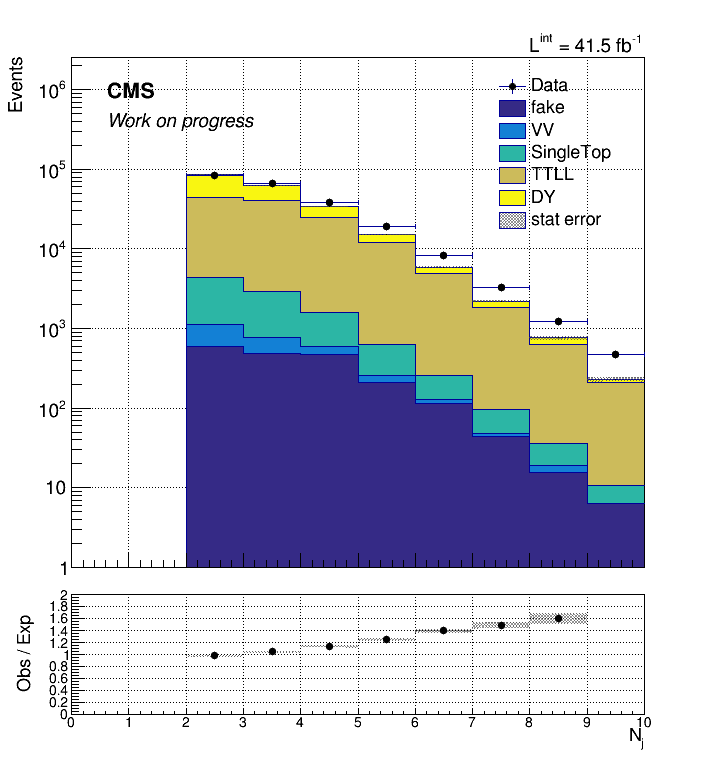 L^int = 41.5 fb^-1
Events
CMS
Work on progress
Data
fake
VV
SingleTop
TTLL
DY
stat error
10^6
10^5
10^4
10^3
10^2
10
1
Obs / Exp
2
1.8
1.6
1.4
1.2
1
0.8
0.6
0.4
0.2
0
0 1 2 3 4 5 6 7 8 9 10
N_j